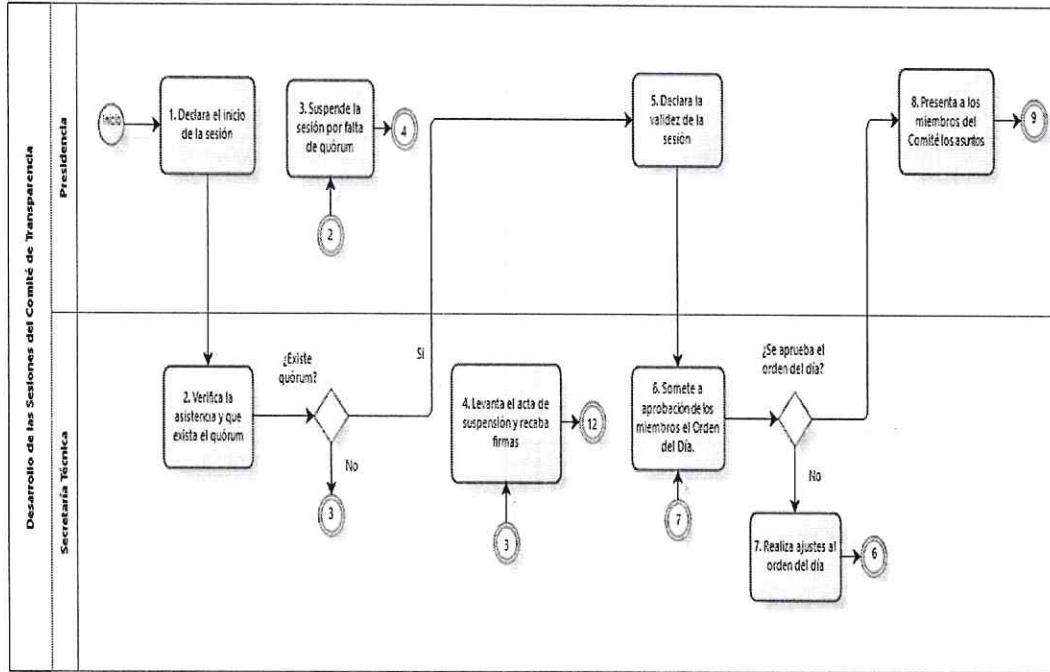 Desarrollo de las Sesiones del Comité de Transparencia
Presidencia
Inicio
1. Declara el inicio
de la sesión
3. Suspende la
sesión por falta
de quórum
4
2
5. Declara la
validez de la
sesión
8. Presenta a los
miembros del
Comité los asuntos
9
Secretaría Técnica
2. Verifica la
asistencia y que
exista el quórum
¿Existe
quórum?
Sí
No
3
4. Levanta el acta de
suspensión y recaba
firmas
12
3
6. Somete a
aprobación de los
miembros el Orden
del Día.
7
¿Se aprueba el
orden del día?
No
7. Realiza ajustes al
orden del día
6